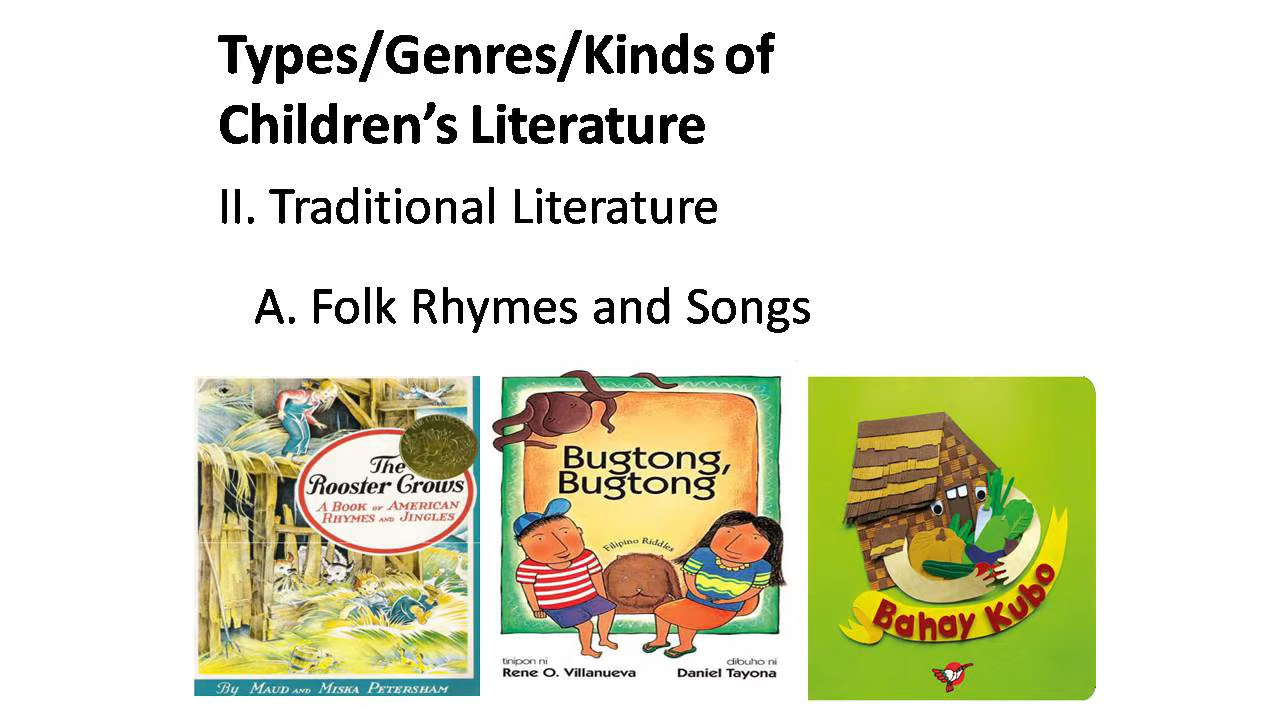 Types/Genres/Kinds of
Children's Literature
II. Traditional Literature
A. Folk Rhymes and Songs
The
Rooster Crows
A BOOK OF AMERICAN
RHYMES AND JINGLES
By MAUD AND MISKA PETERSHAM
Bugtong,
Bugtong
Filipino Riddles
tinipon ni
Rene O. Villanueva
dibuho ni
Daniel Tayona
Bahay Kubo